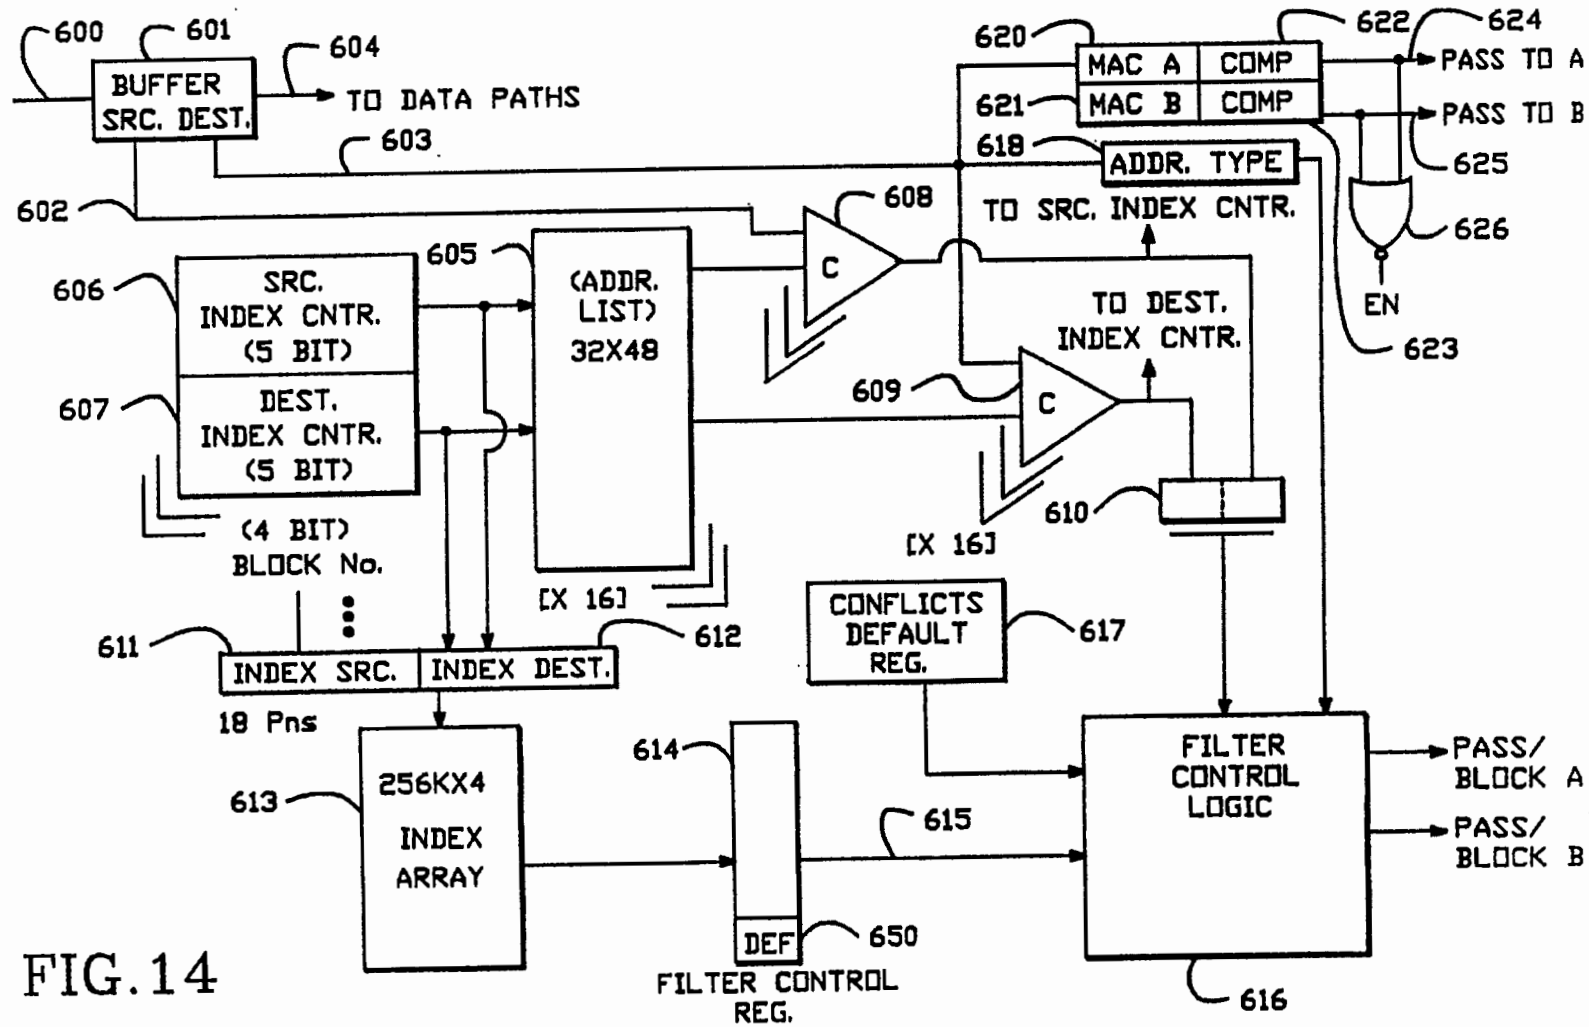 600
601
BUFFER
SRC. DEST.
604
TO DATA PATHS
603
602
620
MAC A
COMP
622
624
PASS TO A
621
MAC B
COMP
PASS TO B
618
ADDR. TYPE
625
626
EN
623
TO SRC. INDEX CNTR.
608
C
605
(ADDR.
LIST)
32X48
[X 16]
606
SRC.
INDEX CNTR.
(5 BIT)
607
DEST.
INDEX CNTR.
(5 BIT)
TO DEST.
INDEX CNTR.
609
C
[X 16]
610
(4 BIT)
BLOCK No.
611
INDEX SRC.
INDEX DEST.
612
18 Pns
613
256KX4
INDEX
ARRAY
614
DEF
650
FILTER CONTROL
REG.
615
CONFLICTS
DEFAULT
REG.
617
FILTER
CONTROL
LOGIC
616
PASS/
BLOCK A
PASS/
BLOCK B
FIG.14